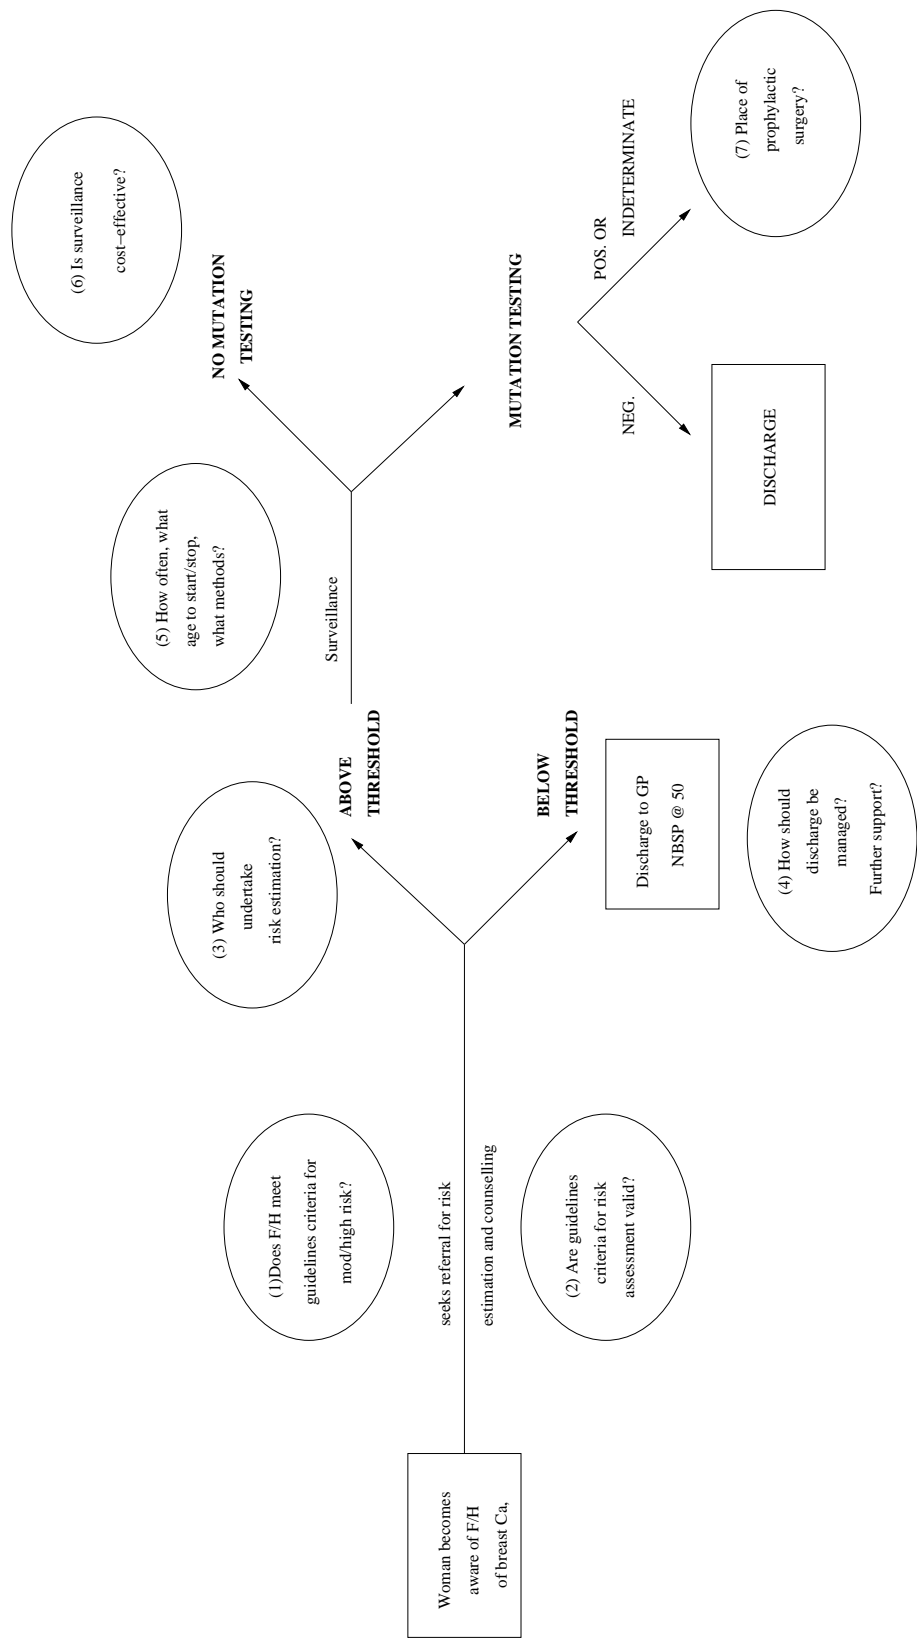 Woman becomes
aware of F/H
of breast Ca,
seeks referral for risk
estimation and counselling
(1)Does F/H meet
guidelines criteria for
mod/high risk?
(2) Are guidelines
criteria for risk
assessment valid?
(3) Who should
undertake
risk estimation?
ABOVE
THRESHOLD
BELOW
THRESHOLD
Discharge to GP
NBSP @ 50
(4) How should
discharge be
managed?
Further support?
Surveillance
(5) How often, what
age to start/stop,
what methods?
NO MUTATION
TESTING
(6) Is surveillance
cost–effective?
MUTATION TESTING
NEG.
DISCHARGE
POS. OR
INDETERMINATE
(7) Place of
prophylactic
surgery?